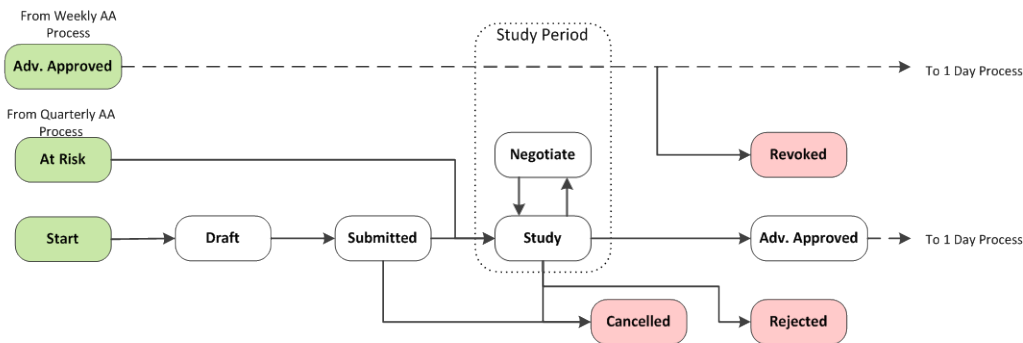 From Weekly AA
Process
Study Period
Adv. Approved
To 1 Day Process
From Quarterly AA
Process
At Risk
Negotiate
Revoked
Start
Draft
Submitted
Study
Adv. Approved
To 1 Day Process
Cancelled
Rejected